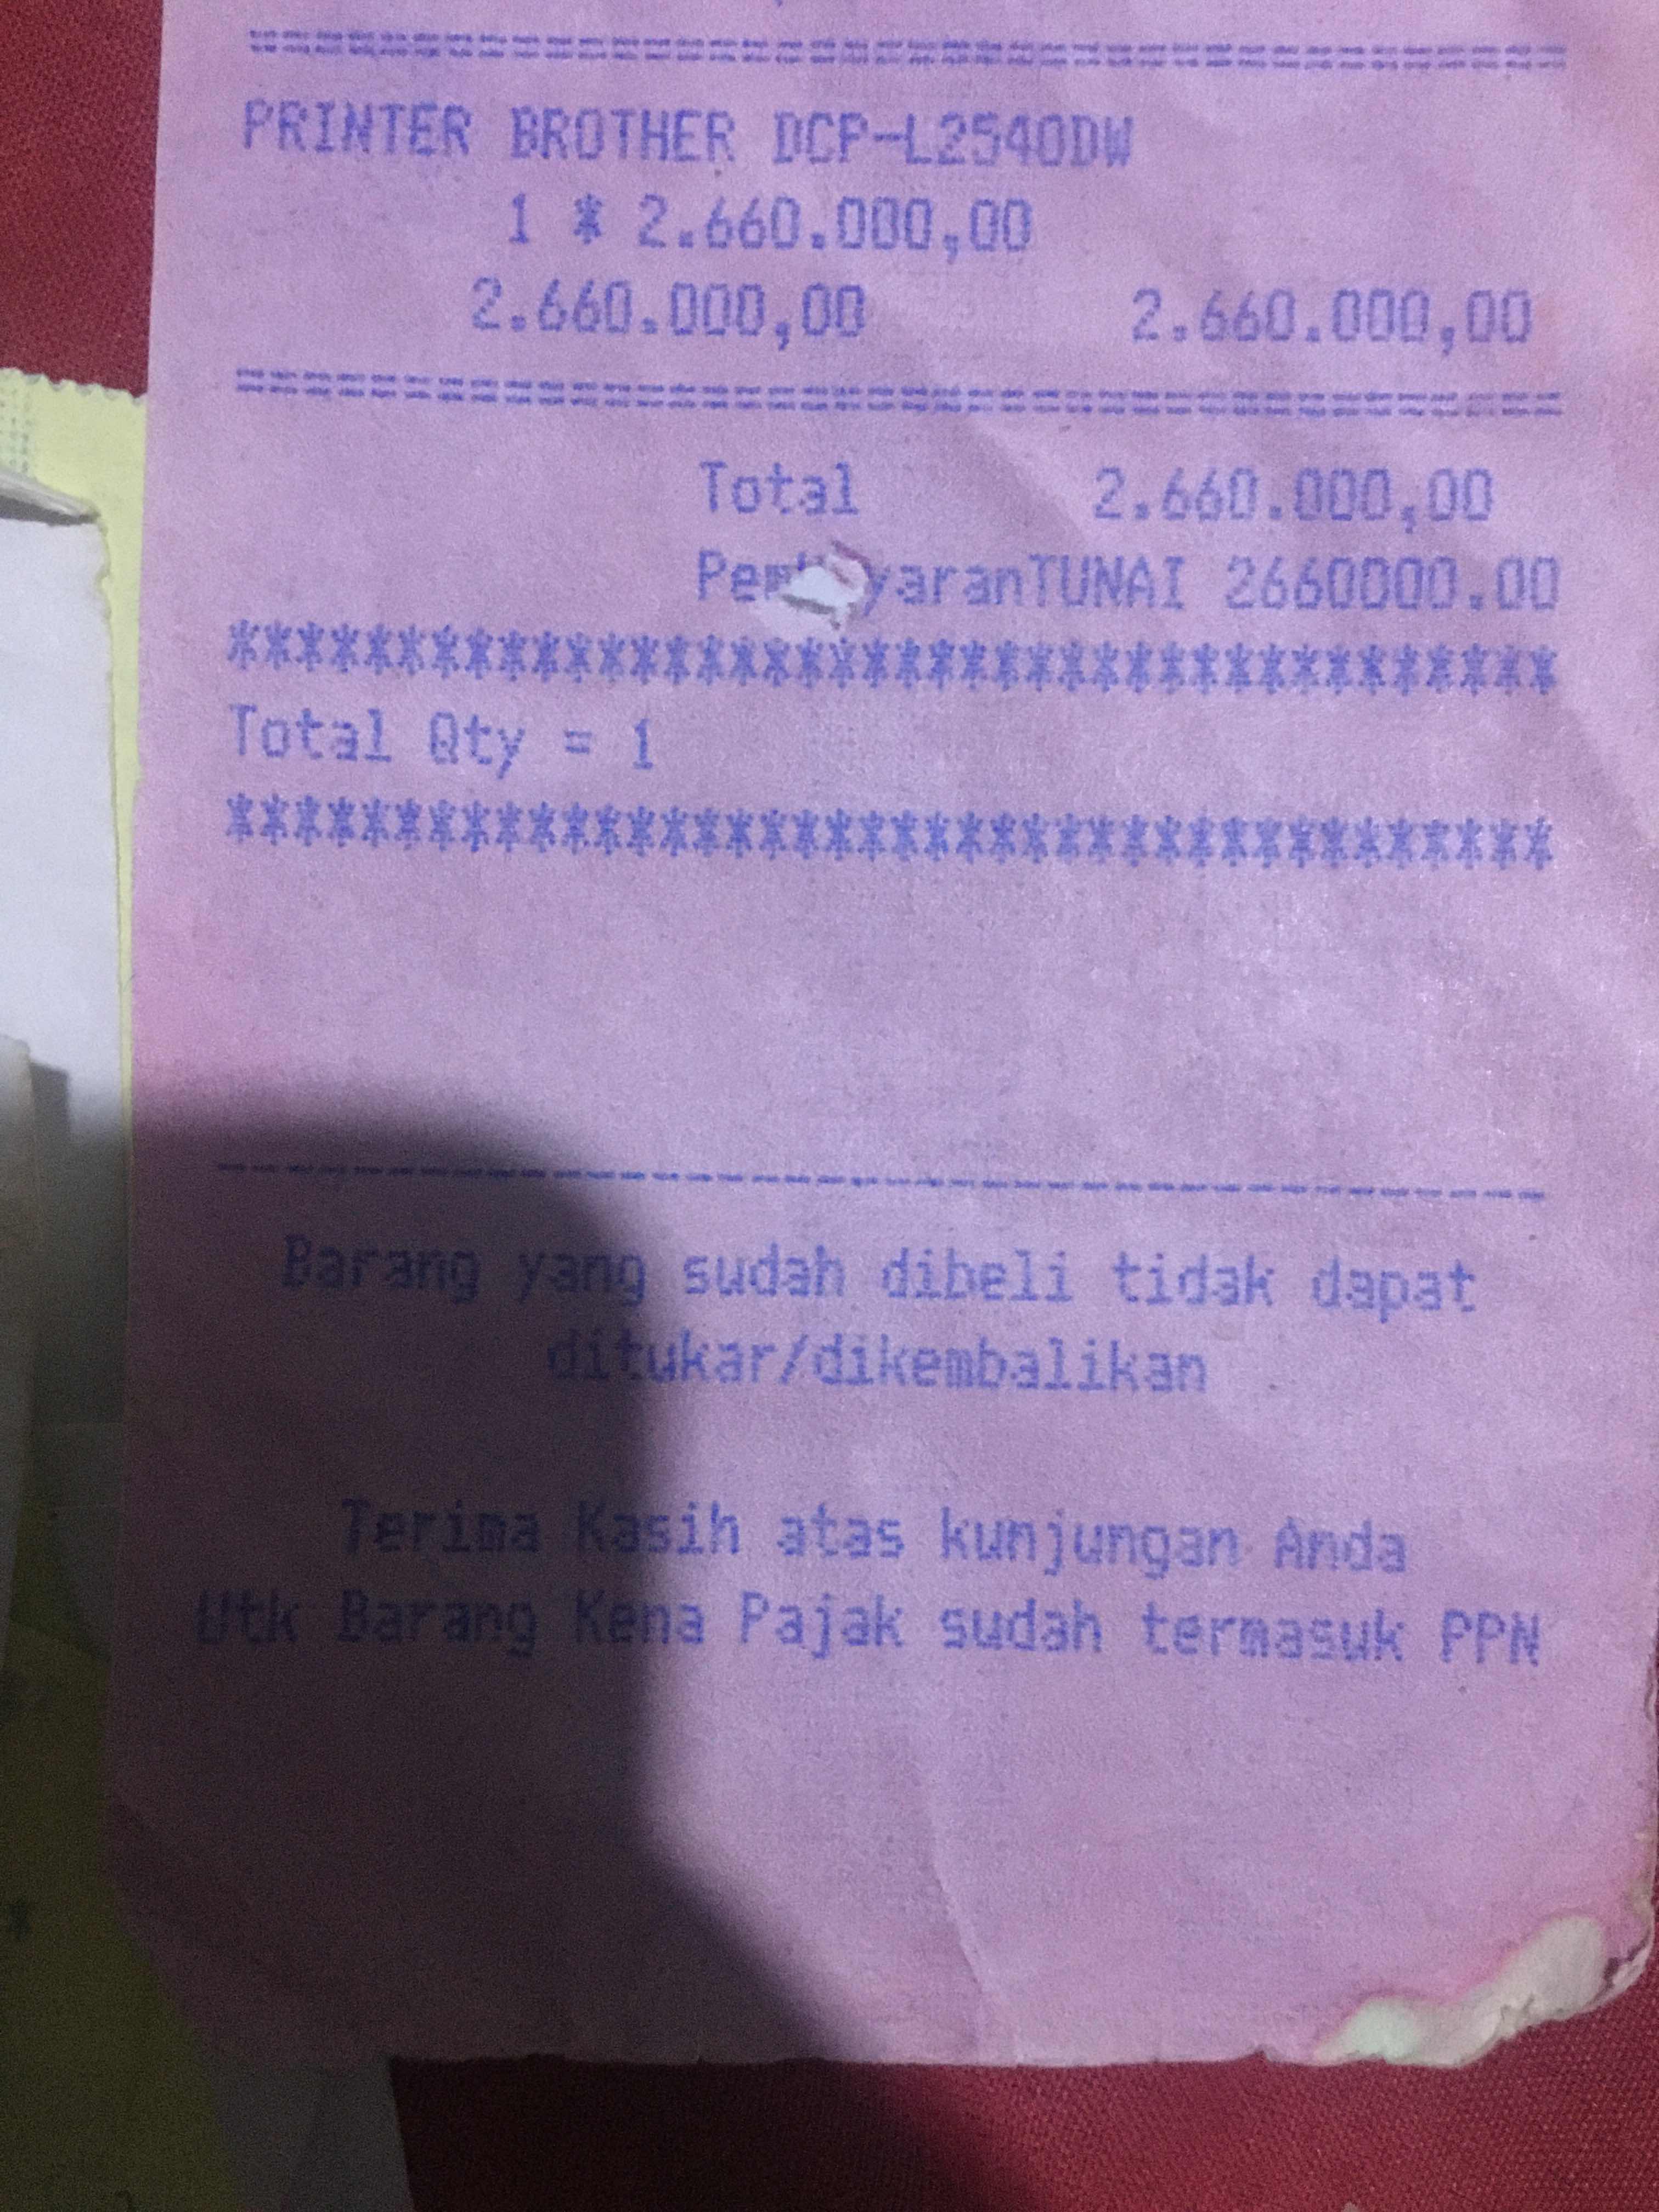 ========================================
PRINTER BROTHER DCP-L2540DW
1 * 2.660.000,00
2.660.000,00 2.660.000,00
========================================
Total 2.660.000,00
yaranTUNAI 2660000.00
****************************************
Total Qty = 1
****************************************
----------------------------------------
Barang yang sudah dibeli tidak dapat
ditukar/dikembalikan
Terima Kasih atas kunjungan Anda
Utk Barang Kena Pajak sudah termasuk PPN